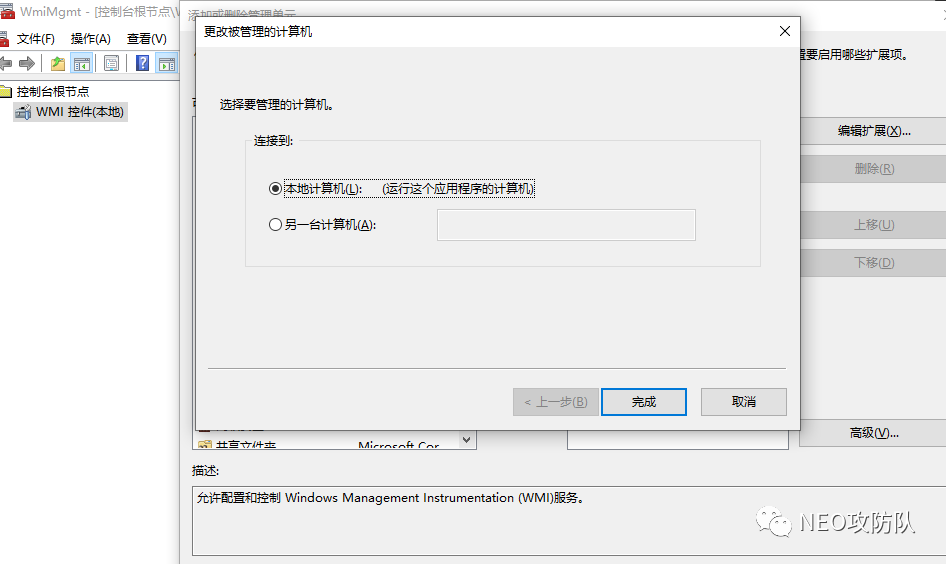 WmiMgmt - [控制台根节点\W
添加或删除管理单元
文件(F) 操作(A) 查看(V)
更改被管理的计算机
置要启用哪些扩展项。
控制台根节点
WMI 控件(本地)
选择要管理的计算机。
连接到:
本地计算机(L): (运行这个应用程序的计算机)
另一台计算机(A):
编辑扩展(X)...
删除(R)
上移(U)
下移(D)
< 上一步(B)
完成
取消
高级(V)...
共享文件夹 Microsoft Cor
描述:
允许配置和控制 Windows Management Instrumentation (WMI)服务。
NEO攻防队